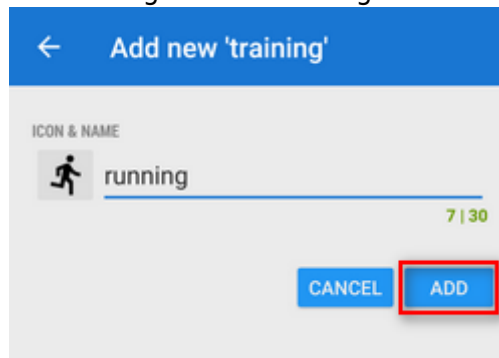 Add new 'training'
ICON & NAME
running
7 | 30
CANCEL ADD